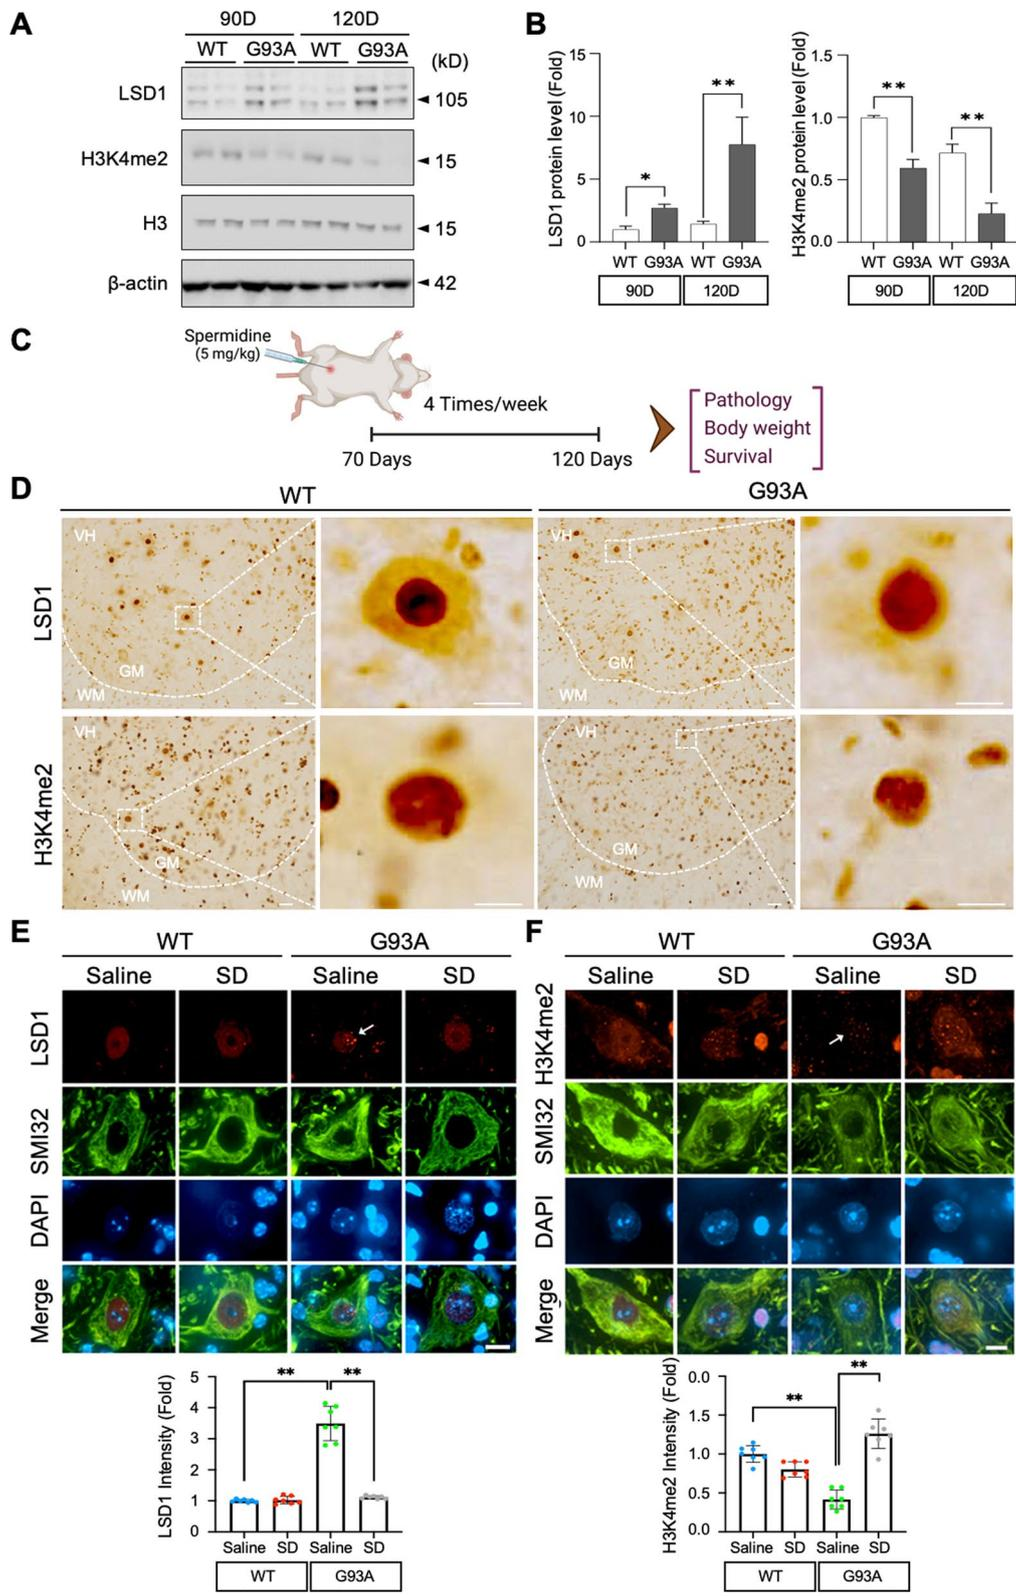 A
90D 120D
WT G93A WT G93A (kD)
LSD1 105
H3K4me2 15
H3 15
β-actin 42
B
LSD1 protein level (Fold)
15
10
5
0
* **
WT G93A WT G93A
90D 120D
H3K4me2 protein level (Fold)
1.5
1.0
0.5
0.0
** **
WT G93A WT G93A
90D 120D
C
Spermidine
(5 mg/kg)
4 Times/week
70 Days 120 Days
Pathology
Body weight
Survival
D
WT G93A
LSD1
VH GM WM
VH GM WM
H3K4me2
VH GM WM
VH GM WM
E
WT G93A
Saline SD Saline SD
LSD1
SMI32
DAPI
Merge
LSD1 Intensity (Fold)
5
4
3
2
1
0
** **
Saline SD Saline SD
WT G93A
F
WT G93A
Saline SD Saline SD
H3K4me2
SMI32
DAPI
Merge
H3K4me2 Intensity (Fold)
0.0
1.5
1.0
0.5
0.0
** **
Saline SD Saline SD
WT G93A